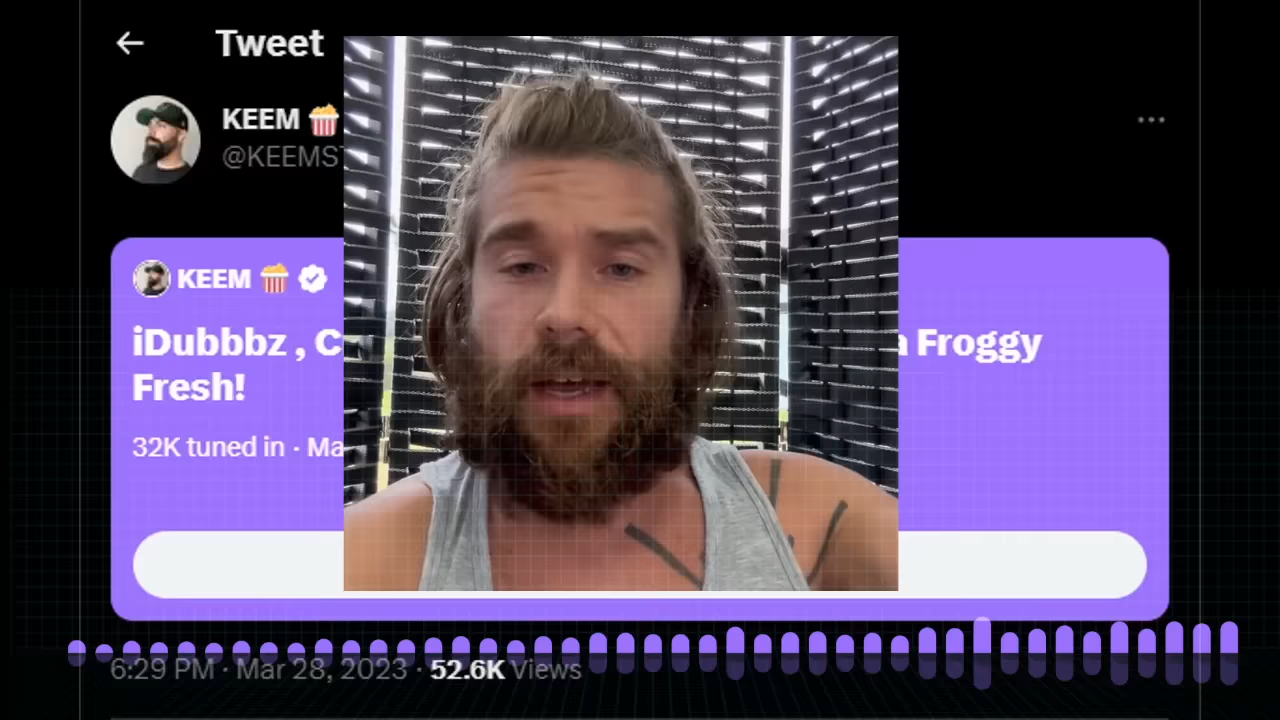 Tweet
KEEM 🍿
@KEEMS
KEEM 🍿
iDubbbz , C
Froggy
Fresh!
32K tuned in · Ma
6:29 PM · Mar 28, 2023 · 52.6K Views